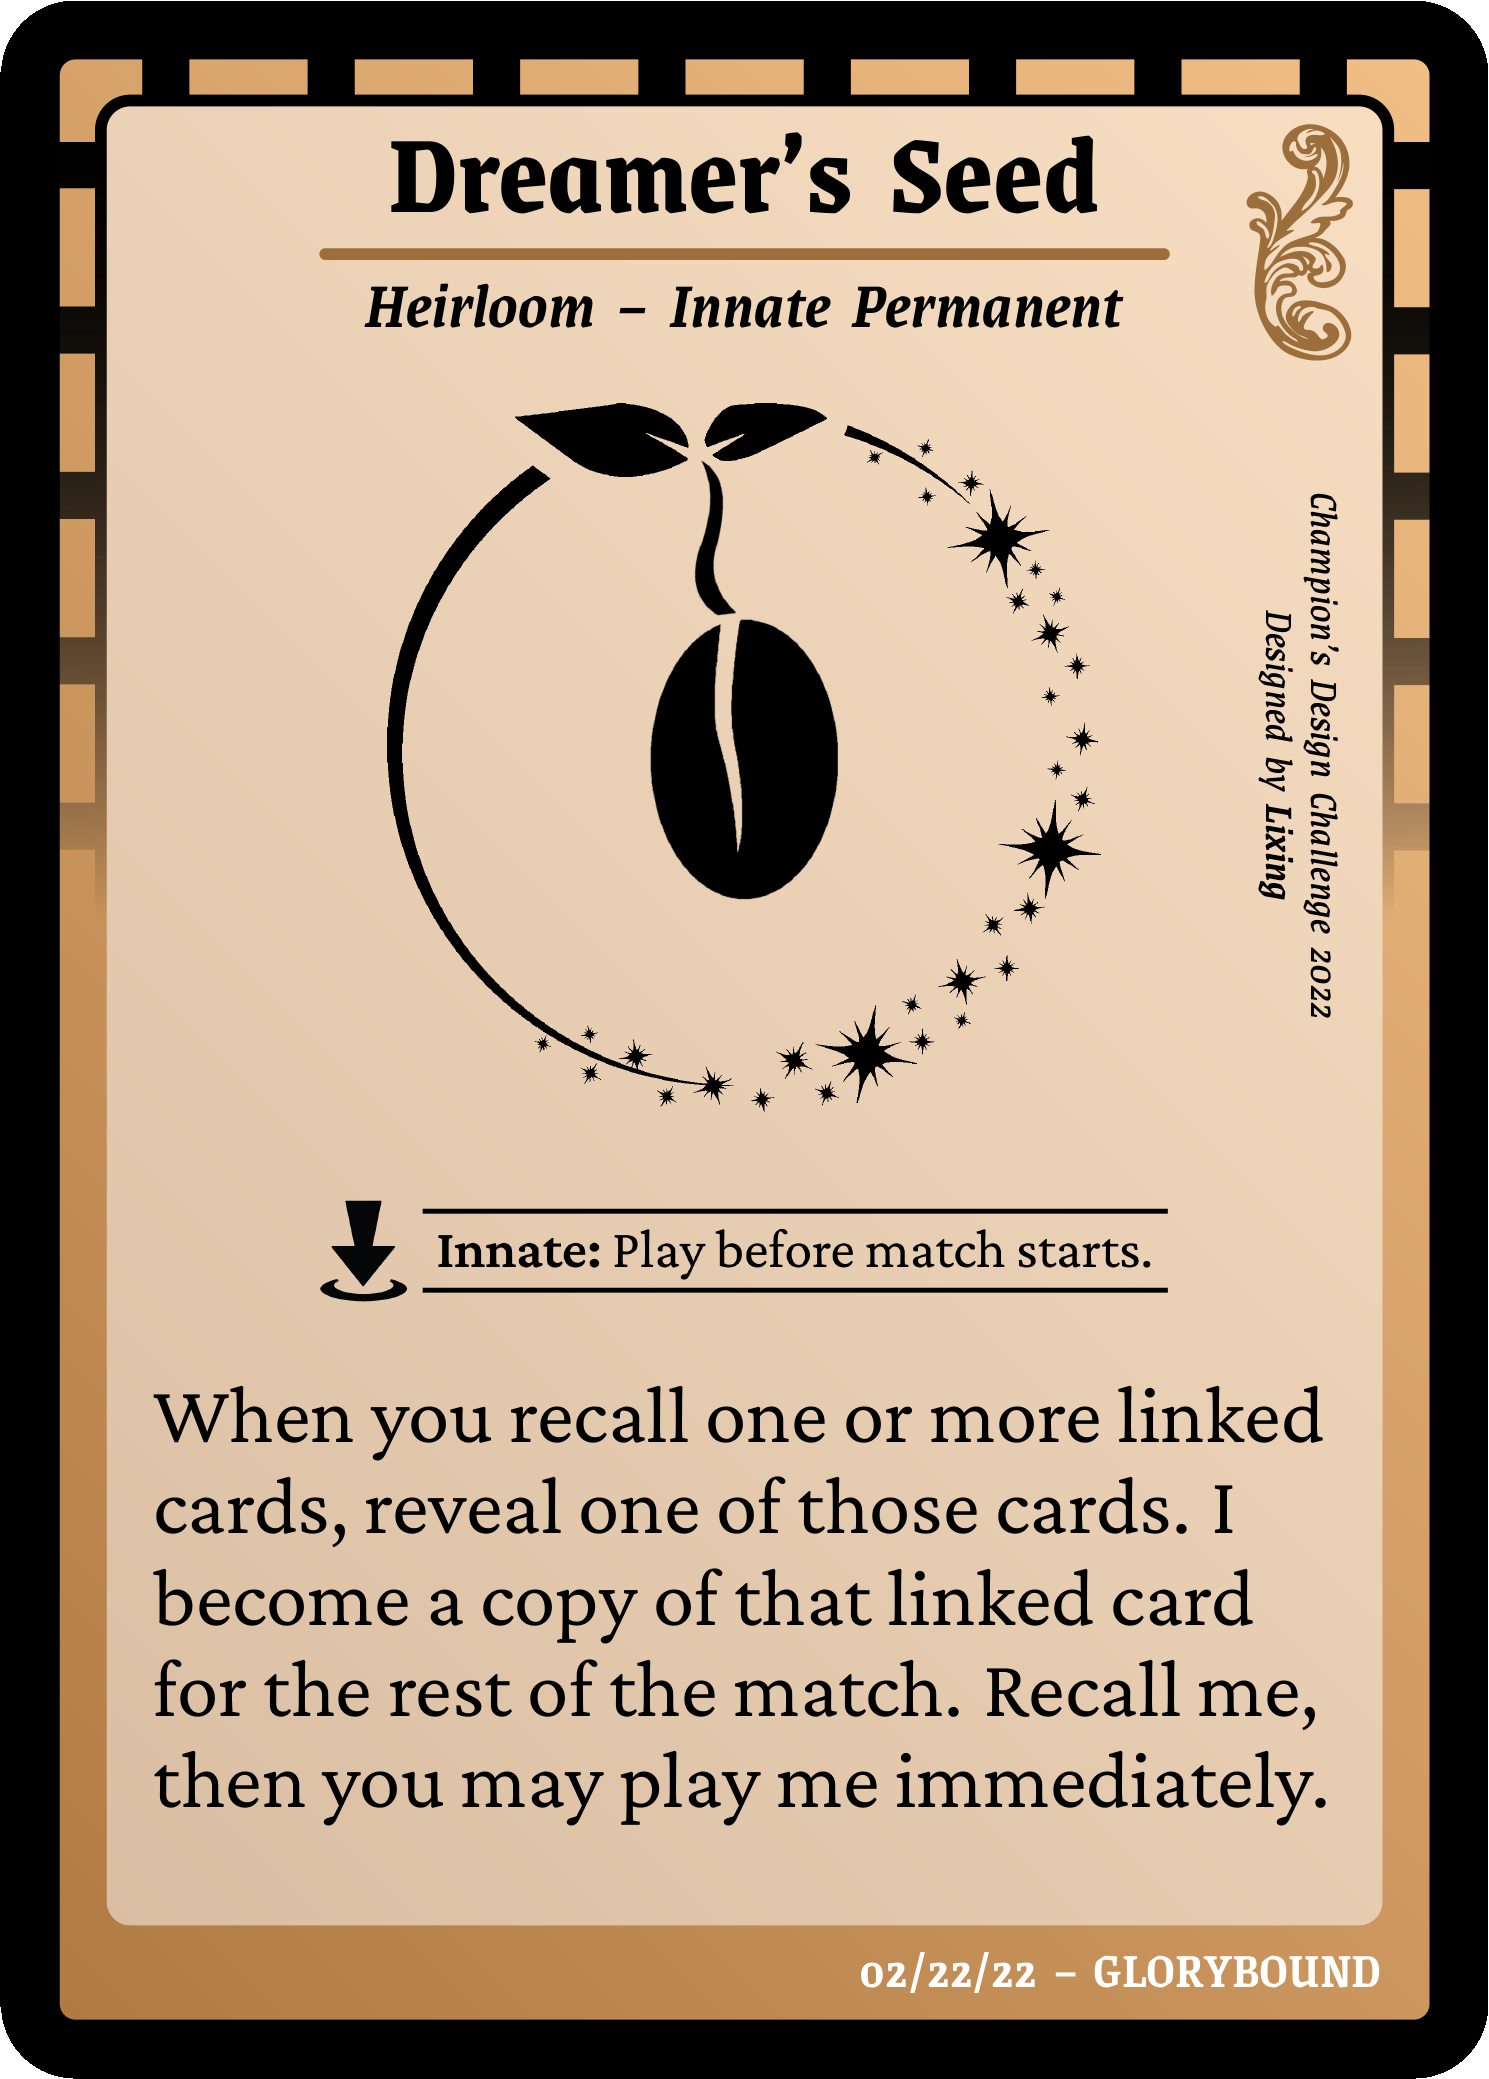 Dreamer’s Seed
Heirloom – Innate Permanent
Champion’s Design Challenge 2022
Designed by Lixing
Innate: Play before match starts.
When you recall one or more linked
cards, reveal one of those cards. I
become a copy of that linked card
for the rest of the match. Recall me,
then you may play me immediately.
02/22/22 – GLORYBOUND